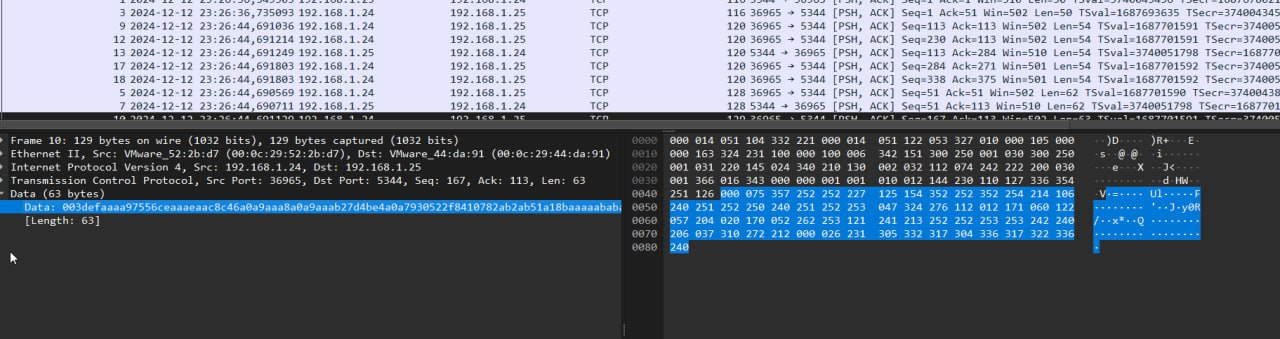 3 2024-12-12 23:26:36,735093 192.168.1.25 192.168.1.24 TCP 116 5344 → 36965 [PSH, ACK] Seq=1 Ack=51 Win=502 Len=50 TSval=1687693635 TSecr=374004345
9 2024-12-12 23:26:44,691036 192.168.1.24 192.168.1.25 TCP 120 36965 → 5344 [PSH, ACK] Seq=113 Ack=113 Win=502 Len=54 TSval=1687701591 TSecr=37400
12 2024-12-12 23:26:44,691214 192.168.1.24 192.168.1.25 TCP 120 36965 → 5344 [PSH, ACK] Seq=230 Ack=113 Win=502 Len=54 TSval=1687701591 TSecr=37400
13 2024-12-12 23:26:44,691249 192.168.1.25 192.168.1.24 TCP 120 5344 → 36965 [PSH, ACK] Seq=113 Ack=284 Win=510 Len=54 TSval=3740051798 TSecr=16877
17 2024-12-12 23:26:44,691803 192.168.1.24 192.168.1.25 TCP 120 36965 → 5344 [PSH, ACK] Seq=284 Ack=271 Win=501 Len=54 TSval=1687701592 TSecr=37400
18 2024-12-12 23:26:44,691803 192.168.1.24 192.168.1.25 TCP 120 36965 → 5344 [PSH, ACK] Seq=338 Ack=375 Win=501 Len=54 TSval=1687701592 TSecr=37400
5 2024-12-12 23:26:44,690569 192.168.1.24 192.168.1.25 TCP 128 36965 → 5344 [PSH, ACK] Seq=51 Ack=51 Win=502 Len=62 TSval=1687701590 TSecr=37400438
7 2024-12-12 23:26:44,690711 192.168.1.25 192.168.1.24 TCP 128 5344 → 36965 [PSH, ACK] Seq=51 Ack=113 Win=510 Len=62 TSval=3740051798 TSecr=1687701
Frame 10: 129 bytes on wire (1032 bits), 129 bytes captured (1032 bits)
Ethernet II, Src: VMware_52:2b:d7 (00:0c:29:52:2b:d7), Dst: VMware_44:da:91 (00:0c:29:44:da:91)
Internet Protocol Version 4, Src: 192.168.1.24, Dst: 192.168.1.25
Transmission Control Protocol, Src Port: 36965, Dst Port: 5344, Seq: 167, Ack: 113, Len: 63
Data (63 bytes)
Data: 003defaaaa97556ceaaaaeaac8c46a0a9aaa8a0a9aaab27d4be4a0a7930522f8410782ab2ab51a18baaaaabab
[Length: 63]
0000 000 014 051 104 332 221 000 014 051 122 053 327 010 000 105 000 ··)D·· ··)R+···E·
0010 000 163 324 231 100 000 100 006 342 151 300 250 001 030 300 250 ·s··@·@· ·i······
0020 001 031 220 145 024 340 210 130 002 032 112 074 242 222 200 030 ···e···X ··J<····
0030 001 366 016 343 000 000 001 001 010 012 144 230 110 127 336 354 ········ ··d·HW··
0040 251 126 000 075 357 252 252 227 125 154 352 252 352 254 214 106 ·V·=···· Ul·····F
0050 240 251 252 250 240 251 252 253 047 324 276 112 012 171 060 122 ········ '··J·y0R
0060 057 204 020 170 052 262 253 121 241 213 252 252 253 253 242 240 /··x*··Q ········
0070 206 037 310 272 212 000 026 231 305 332 317 304 336 317 322 336 ········ ········
0080 240 ·